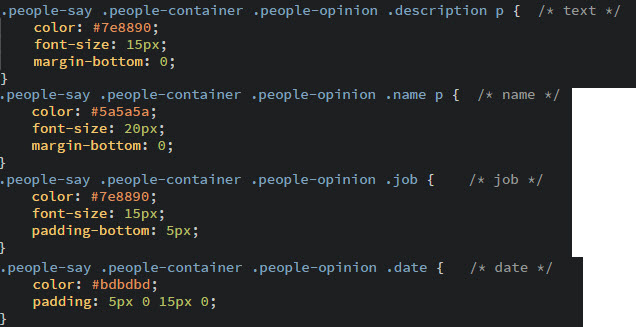 .people-say .people-container .people-opinion .description p {  /* text */
    color: #7e8890;
    font-size: 15px;
    margin-bottom: 0;
}
.people-say .people-container .people-opinion .name p {  /* name */
    color: #5a5a5a;
    font-size: 20px;
    margin-bottom: 0;
}
.people-say .people-container .people-opinion .job {    /* job */
    color: #7e8890;
    font-size: 15px;
    padding-bottom: 5px;
}
.people-say .people-container .people-opinion .date {   /* date */
    color: #bdbdbd;
    padding: 5px 0 15px 0;
}